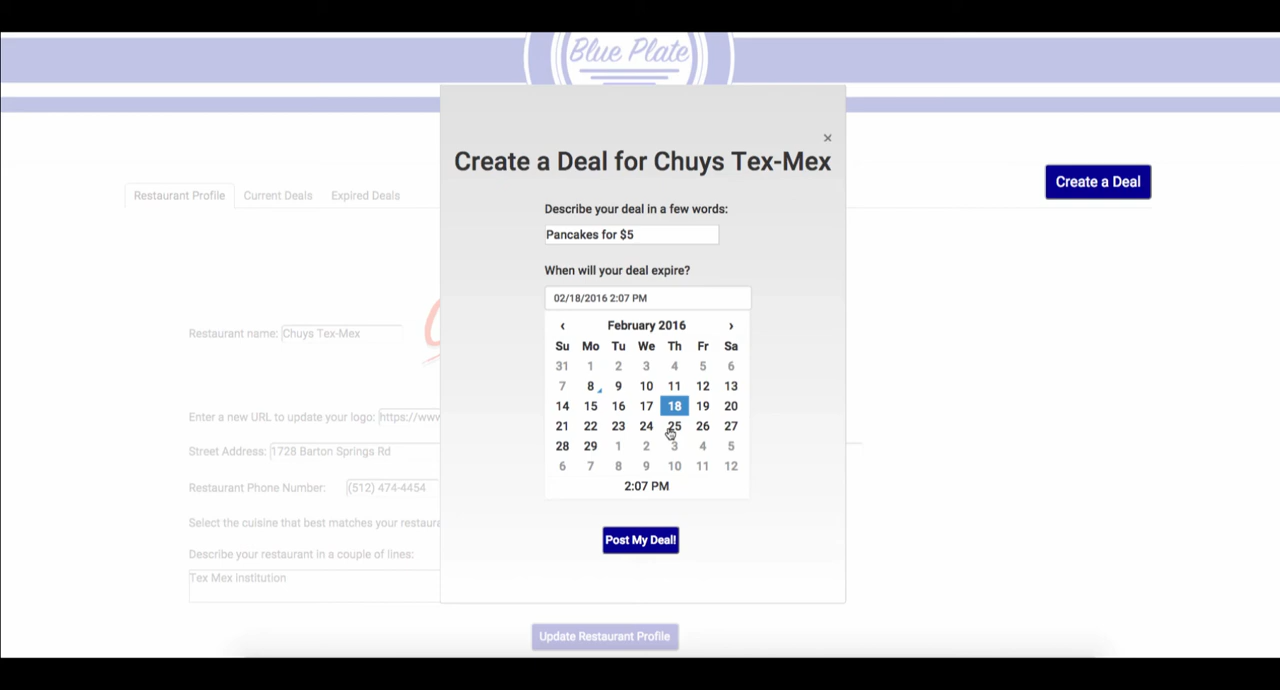 Blue Plate
×
Create a Deal for Chuys Tex-Mex
Create a Deal
Restaurant Profile Current Deals Expired Deals
Describe your deal in a few words:
Pancakes for $5
When will your deal expire?
02/18/2016 2:07 PM
‹ February 2016 ›
Su Mo Tu We Th Fr Sa
31 1 2 3 4 5 6
7 8 9 10 11 12 13
14 15 16 17 18 19 20
21 22 23 24 25 26 27
28 29 1 2 3 4 5
6 7 8 9 10 11 12
2:07 PM
Post My Deal!
Restaurant name: Chuys Tex-Mex
Enter a new URL to update your logo: https://www
Street Address: 1728 Barton Springs Rd
Restaurant Phone Number: (512) 474-4454
Select the cuisine that best matches your restaura
Describe your restaurant in a couple of lines:
Tex Mex institution
Update Restaurant Profile